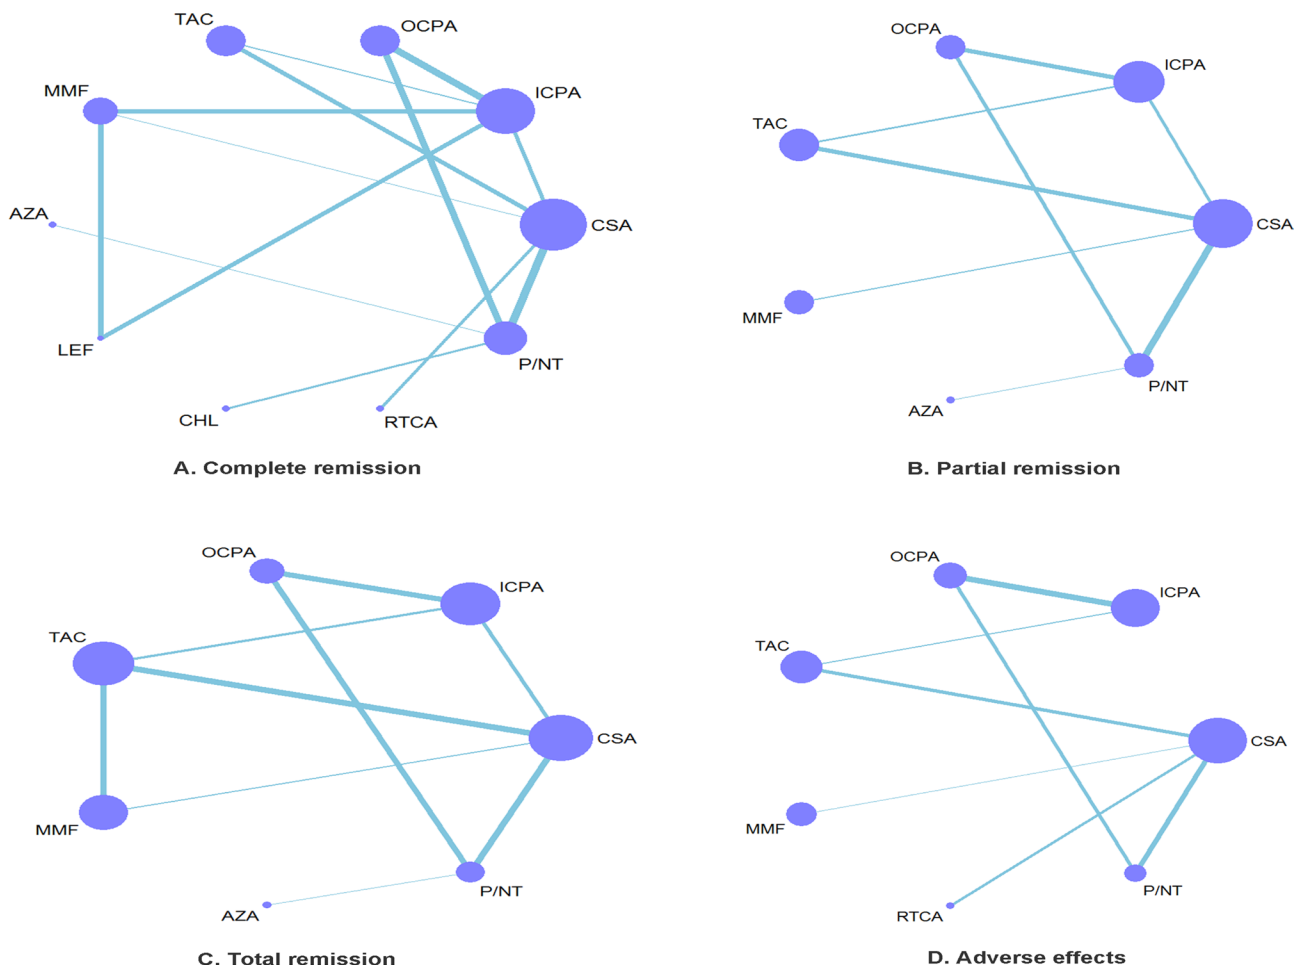 TAC
OCPA
MMF
ICPA
AZA
CSA
LEF
P/NT
CHL
RTCA
A. Complete remission
OCPA
ICPA
TAC
CSA
MMF
P/NT
AZA
B. Partial remission
OCPA
ICPA
TAC
CSA
MMF
P/NT
AZA
C. Total remission
OCPA
ICPA
TAC
CSA
MMF
P/NT
RTCA
D. Adverse effects